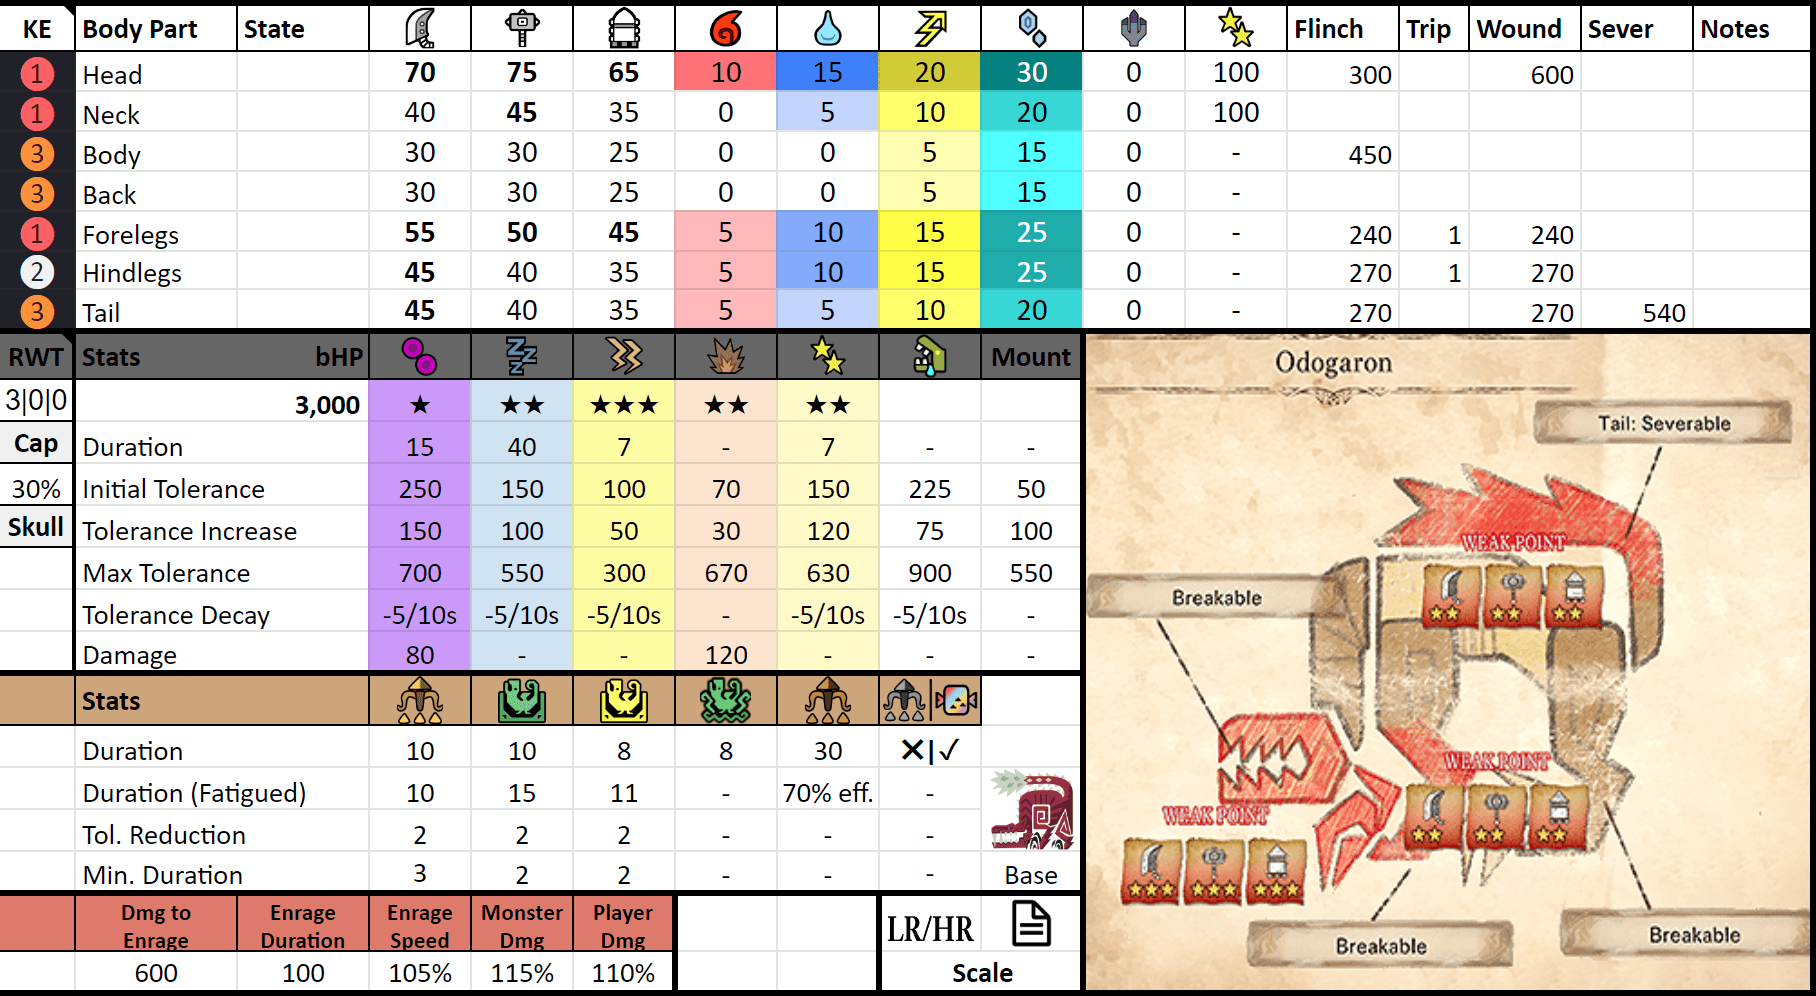 KE Body Part State Flinch Trip Wound Sever Notes
1 Head 70 75 65 10 15 20 30 0 100 300 600
1 Neck 40 45 35 0 5 10 20 0 100
3 Body 30 30 25 0 0 5 15 0 - 450
3 Back 30 30 25 0 0 5 15 0 -
1 Forelegs 55 50 45 5 10 15 25 0 - 240 1 240
2 Hindlegs 45 40 35 5 10 15 25 0 - 270 1 270
3 Tail 45 40 35 5 5 10 20 0 - 270 270 540
RWT Stats bHP Mount
3|0|0 3,000 ★ ★★ ★★★ ★★ ★★
Cap Duration 15 40 7 - 7 - -
30% Initial Tolerance 250 150 100 70 150 225 50
Skull Tolerance Increase 150 100 50 30 120 75 100
Max Tolerance 700 550 300 670 630 900 550
Tolerance Decay -5/10s -5/10s -5/10s - -5/10s -5/10s -
Damage 80 - - 120 - - -
Stats
Duration 10 10 8 8 30 ✕|✓
Duration (Fatigued) 10 15 11 - 70% eff. -
Tol. Reduction 2 2 2 - - -
Min. Duration 3 2 2 - - - Base
Dmg to Enrage Enrage Duration Enrage Speed Monster Dmg Player Dmg LR/HR
600 100 105% 115% 110% Scale
Odogaron
Tail: Severable
WEAK POINT
Breakable
WEAK POINT
WEAK POINT
Breakable
Breakable